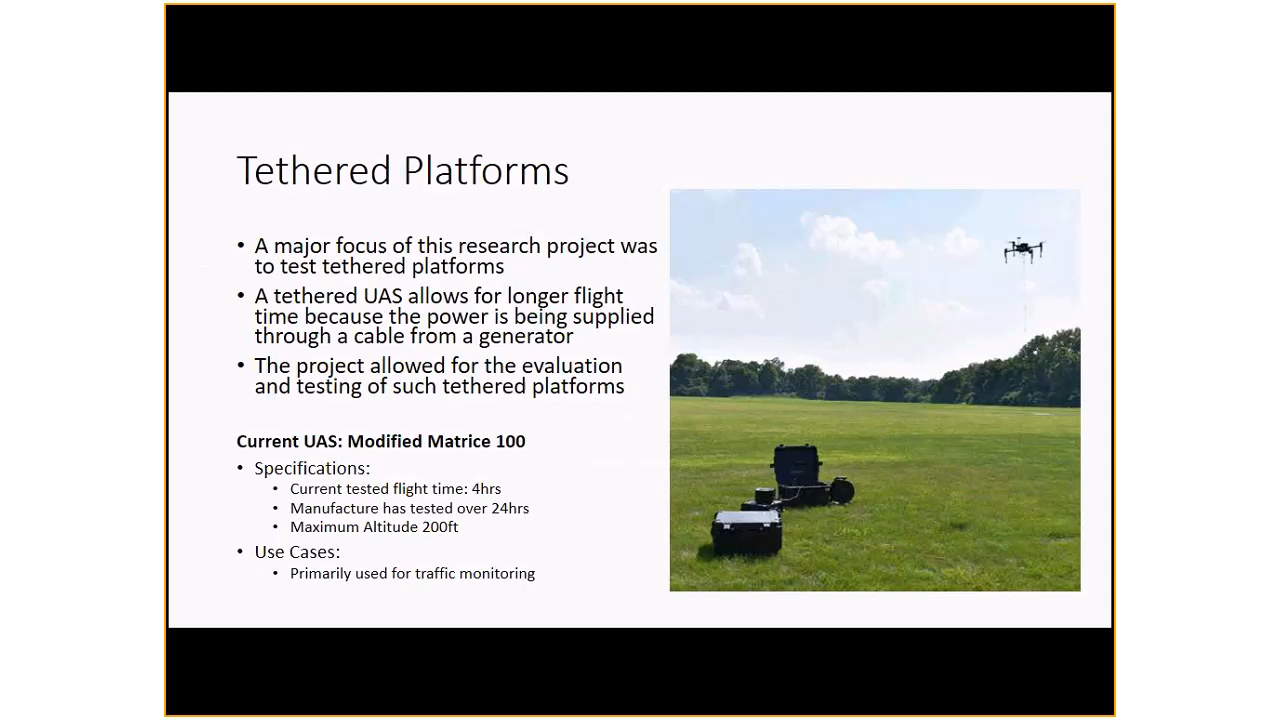 Tethered Platforms
• A major focus of this research project was
to test tethered platforms
• A tethered UAS allows for longer flight
time because the power is being supplied
through a cable from a generator
• The project allowed for the evaluation
and testing of such tethered platforms
Current UAS: Modified Matrice 100
• Specifications:
• Current tested flight time: 4hrs
• Manufacture has tested over 24hrs
• Maximum Altitude 200ft
• Use Cases:
• Primarily used for traffic monitoring